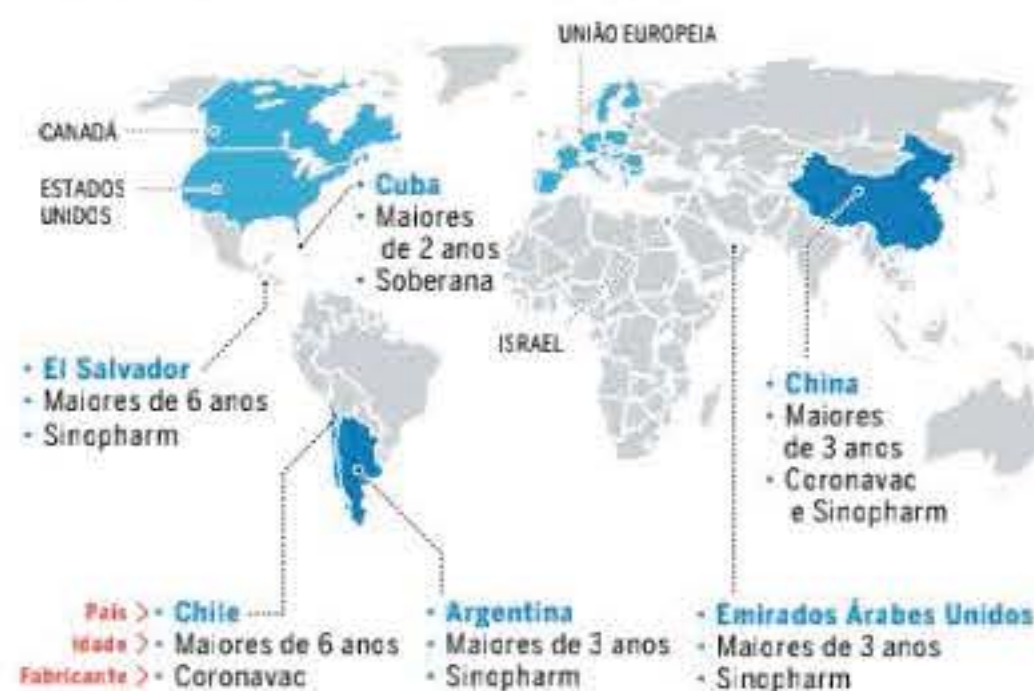 UNIÃO EUROPEIA
CANADÁ
ESTADOS
UNIDOS
• Cuba
• Maiores
de 2 anos
• Soberana
ISRAEL
• El Salvador
• Maiores de 6 anos
• Sinopharm
• China
• Maiores
de 3 anos
• Coronavac
e Sinopharm
País > • Chile
Idade > • Maiores de 6 anos
Fabricante > • Coronavac
• Argentina
• Maiores de 3 anos
• Sinopharm
• Emirados Árabes Unidos
• Maiores de 3 anos
• Sinopharm